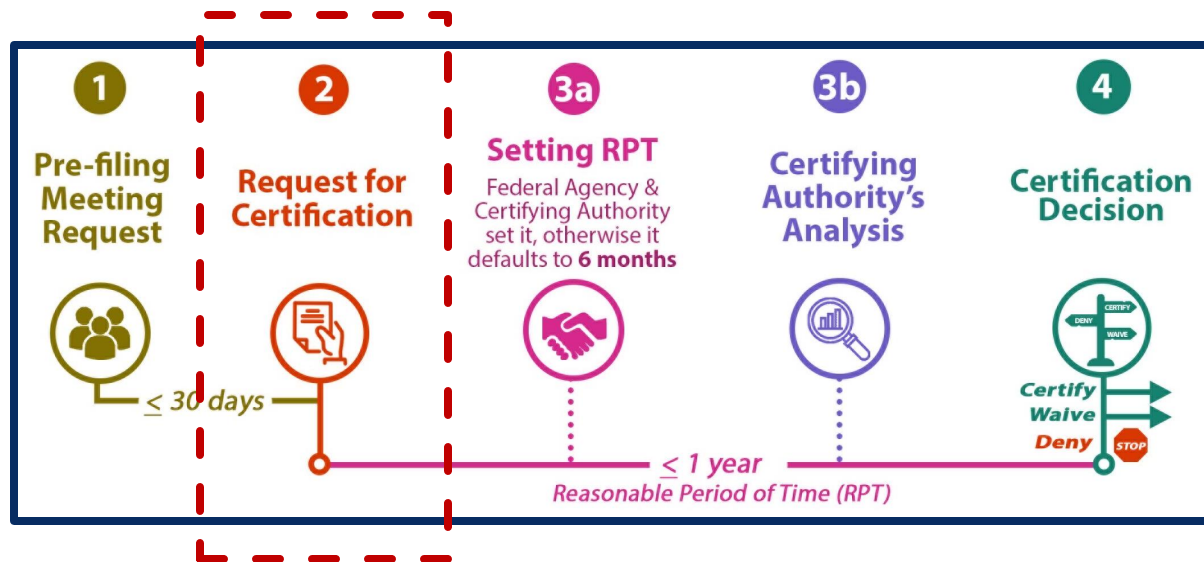 1
Pre-filing
Meeting
Request
≤ 30 days
2
Request for
Certification
3a
Setting RPT
Federal Agency &
Certifying Authority
set it, otherwise it
defaults to 6 months
3b
Certifying
Authority's
Analysis
4
Certification
Decision
CERTIFY
DENY
WAIVE
Certify
Waive
Deny
STOP
≤ 1 year
Reasonable Period of Time (RPT)